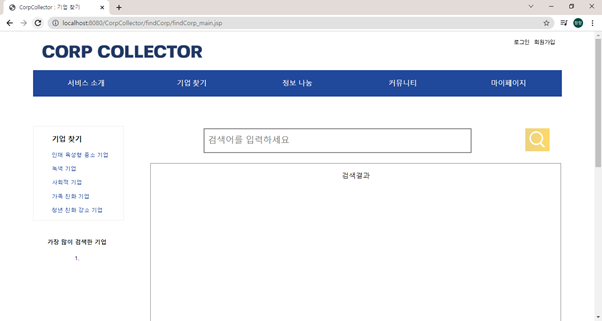 CorpCollector : 기업 찾기
localhost:8080/CorpCollector/findCorp/findCorp_main.jsp
로그인 회원가입
CORP COLLECTOR
서비스 소개 기업 찾기 정보 나눔 커뮤니티 마이페이지
기업 찾기
인재 육성형 중소 기업
녹색 기업
사회적 기업
가족 친화 기업
청년 친화 강소 기업
가장 많이 검색한 기업
1.
검색어를 입력하세요
검색결과